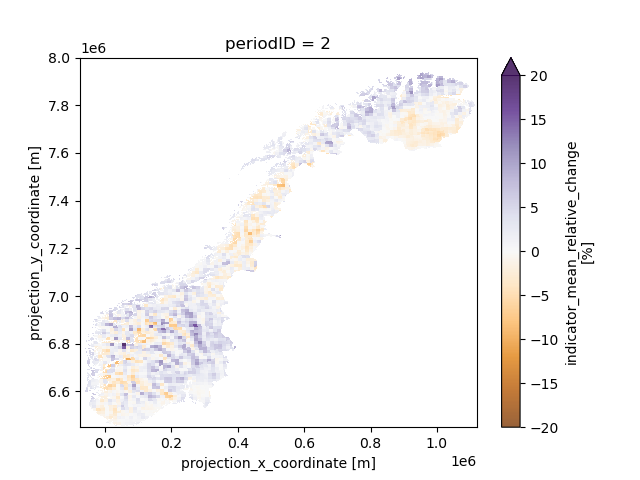 periodID = 2
1e6
8.0
7.8
7.6
7.4
7.2
7.0
6.8
6.6
projection_y_coordinate [m]
0.0 0.2 0.4 0.6 0.8 1.0
1e6
projection_x_coordinate [m]
20
15
10
5
0
−5
−10
−15
−20
indicator_mean_relative_change
[%]